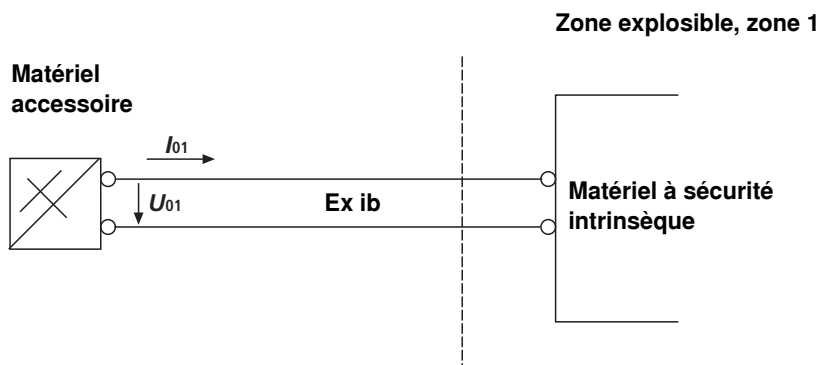 Zone explosible, zone 1
Matériel
accessoire
I01
U01
Ex ib
Matériel à sécurité
intrinsèque